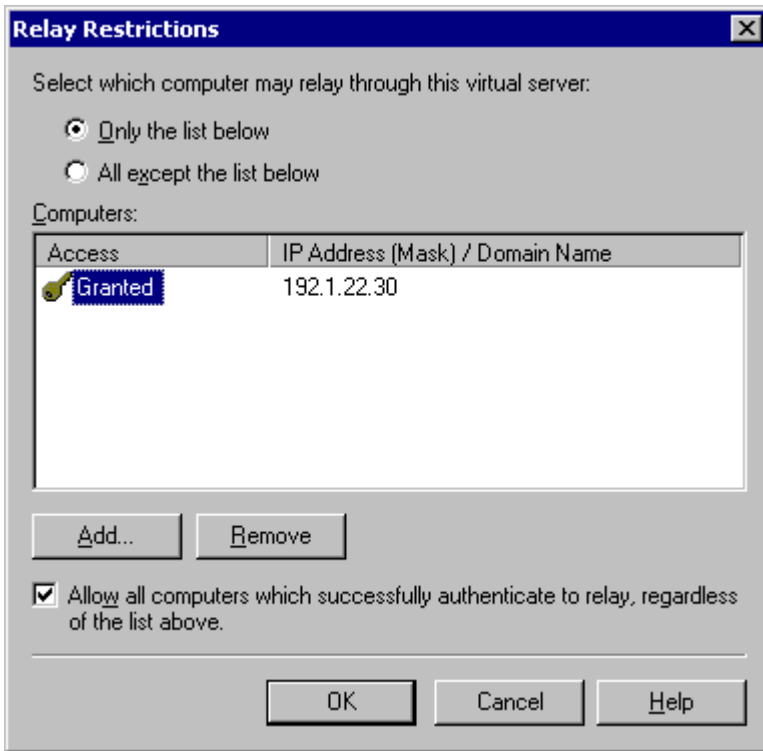 Relay Restrictions
Select which computer may relay through this virtual server:
Only the list below
All except the list below
Computers:
Access IP Address (Mask) / Domain Name
Granted 192.1.22.30
Add... Remove
Allow all computers which successfully authenticate to relay, regardless
of the list above.
OK Cancel Help